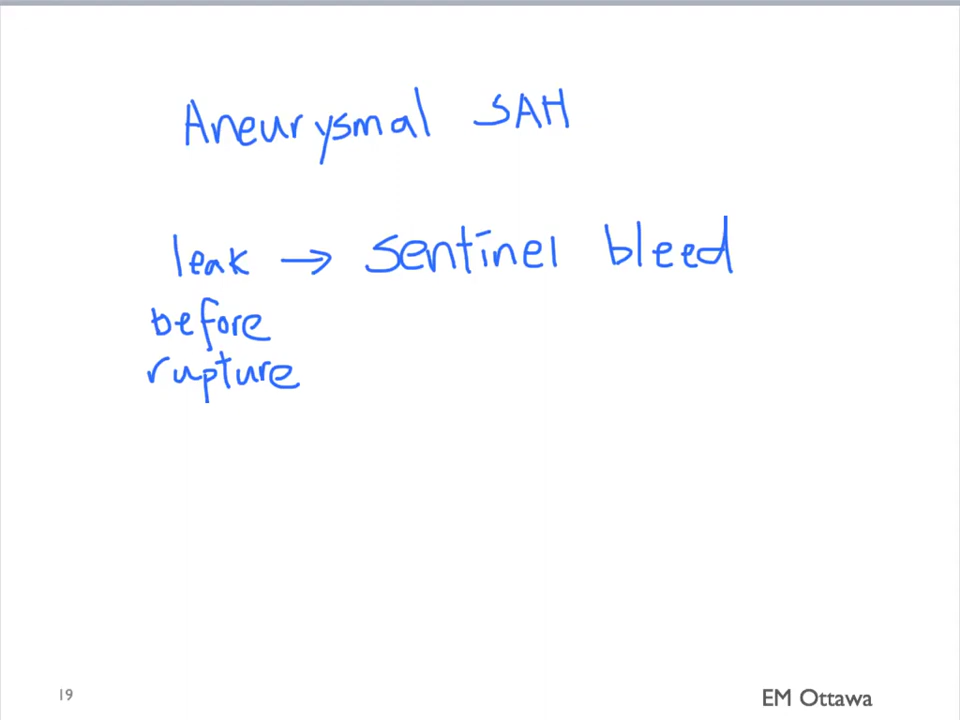 Aneurysmal SAH
leak → sentinel bleed
before
rupture
19
EM Ottawa